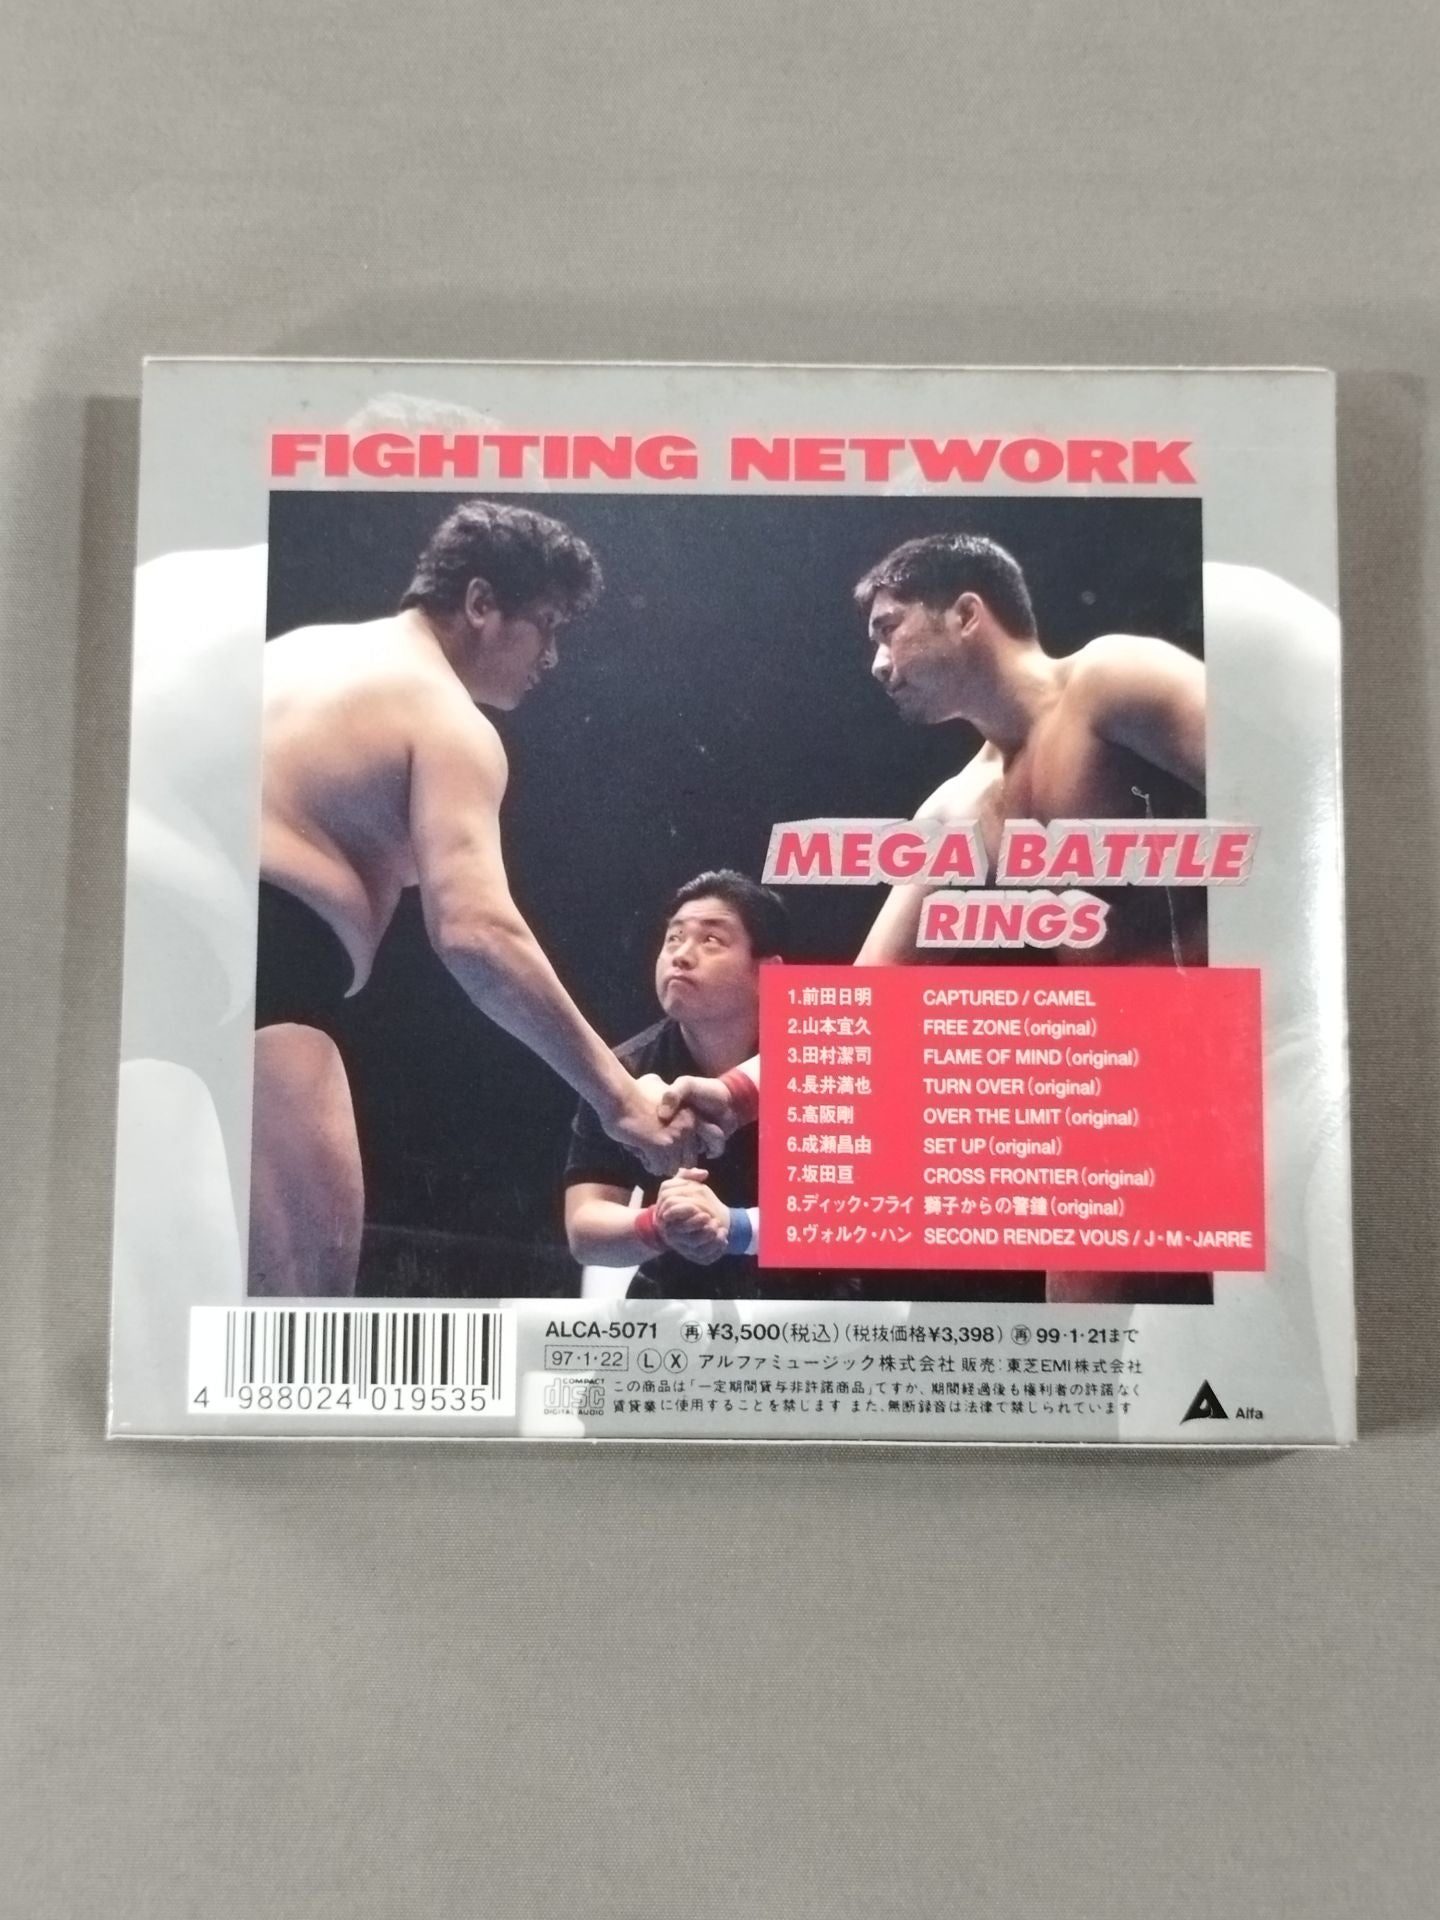 FIGHTING NETWORK
MEGA BATTLE
RINGS
1.前田日明 CAPTURED / CAMEL
2.山本宜久 FREE ZONE (original)
3.田村潔司 FLAME OF MIND (original)
4.長井満也 TURN OVER (original)
5.高阪剛 OVER THE LIMIT (original)
6.成瀬昌由 SET UP (original)
7.坂田亘 CROSS FRONTIER (original)
8.ディック・フライ 獅子からの警鐘 (original)
9.ヴォルク・ハン SECOND RENDEZ VOUS / J・M・JARRE
ALCA-5071 再 ¥3,500(税込)(税抜価格¥3,398) 再 99・1・21まで
97・1・22 L X アルファミュージック株式会社 販売:東芝EMI株式会社
COMPACT disc DIGITAL AUDIO
この商品は「一定期間貸与非許諾商品」ですか、期間経過後も権利者の許諾なく
賃貸業に使用することを禁じます また、無断録音は法律で禁じられています
4 988024 019535
Alfa